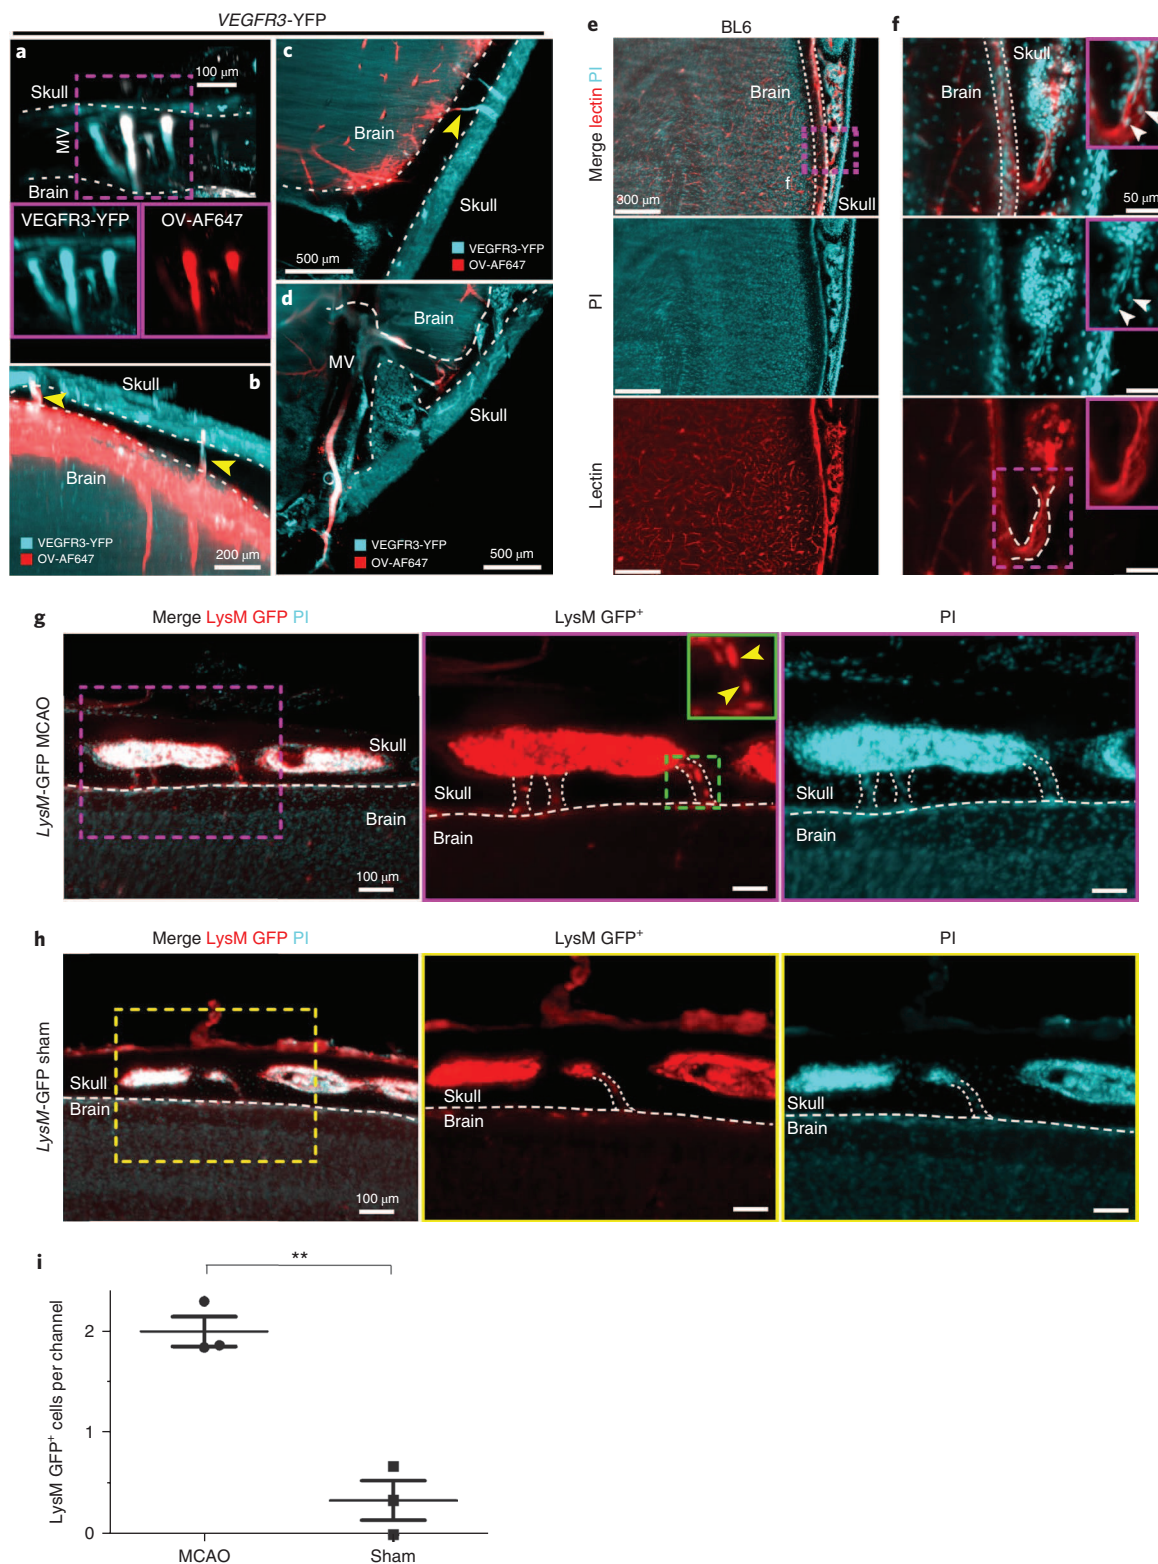 VEGFR3-YFP
a
100 μm
Skull
MV
Brain
VEGFR3-YFP
OV-AF647
b
Skull
Brain
VEGFR3-YFP
OV-AF647
200 μm
c
Brain
Skull
500 μm
VEGFR3-YFP
OV-AF647
d
Brain
MV
Skull
VEGFR3-YFP
OV-AF647
500 μm
e
BL6
Merge lectin PI
Brain
f
300 μm
Skull
PI
Lectin
f
Skull
Brain
50 μm
g
Merge LysM GFP PI
LysM GFP⁺
PI
LysM-GFP MCAO
Skull
Brain
100 μm
Skull
Brain
Skull
Brain
h
Merge LysM GFP PI
LysM GFP⁺
PI
LysM-GFP sham
Skull
Brain
100 μm
Skull
Brain
Skull
Brain
i
**
LysM GFP⁺ cells per channel
2
1
0
MCAO
Sham